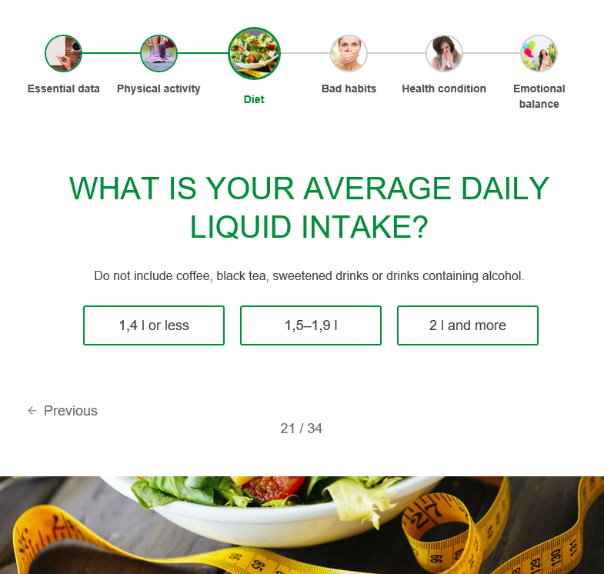 Essential data
Physical activity
Diet
Bad habits
Health condition
Emotional
balance
WHAT IS YOUR AVERAGE DAILY
LIQUID INTAKE?
Do not include coffee, black tea, sweetened drinks or drinks containing alcohol.
1,4 l or less
1,5–1,9 l
2 l and more
← Previous
21 / 34